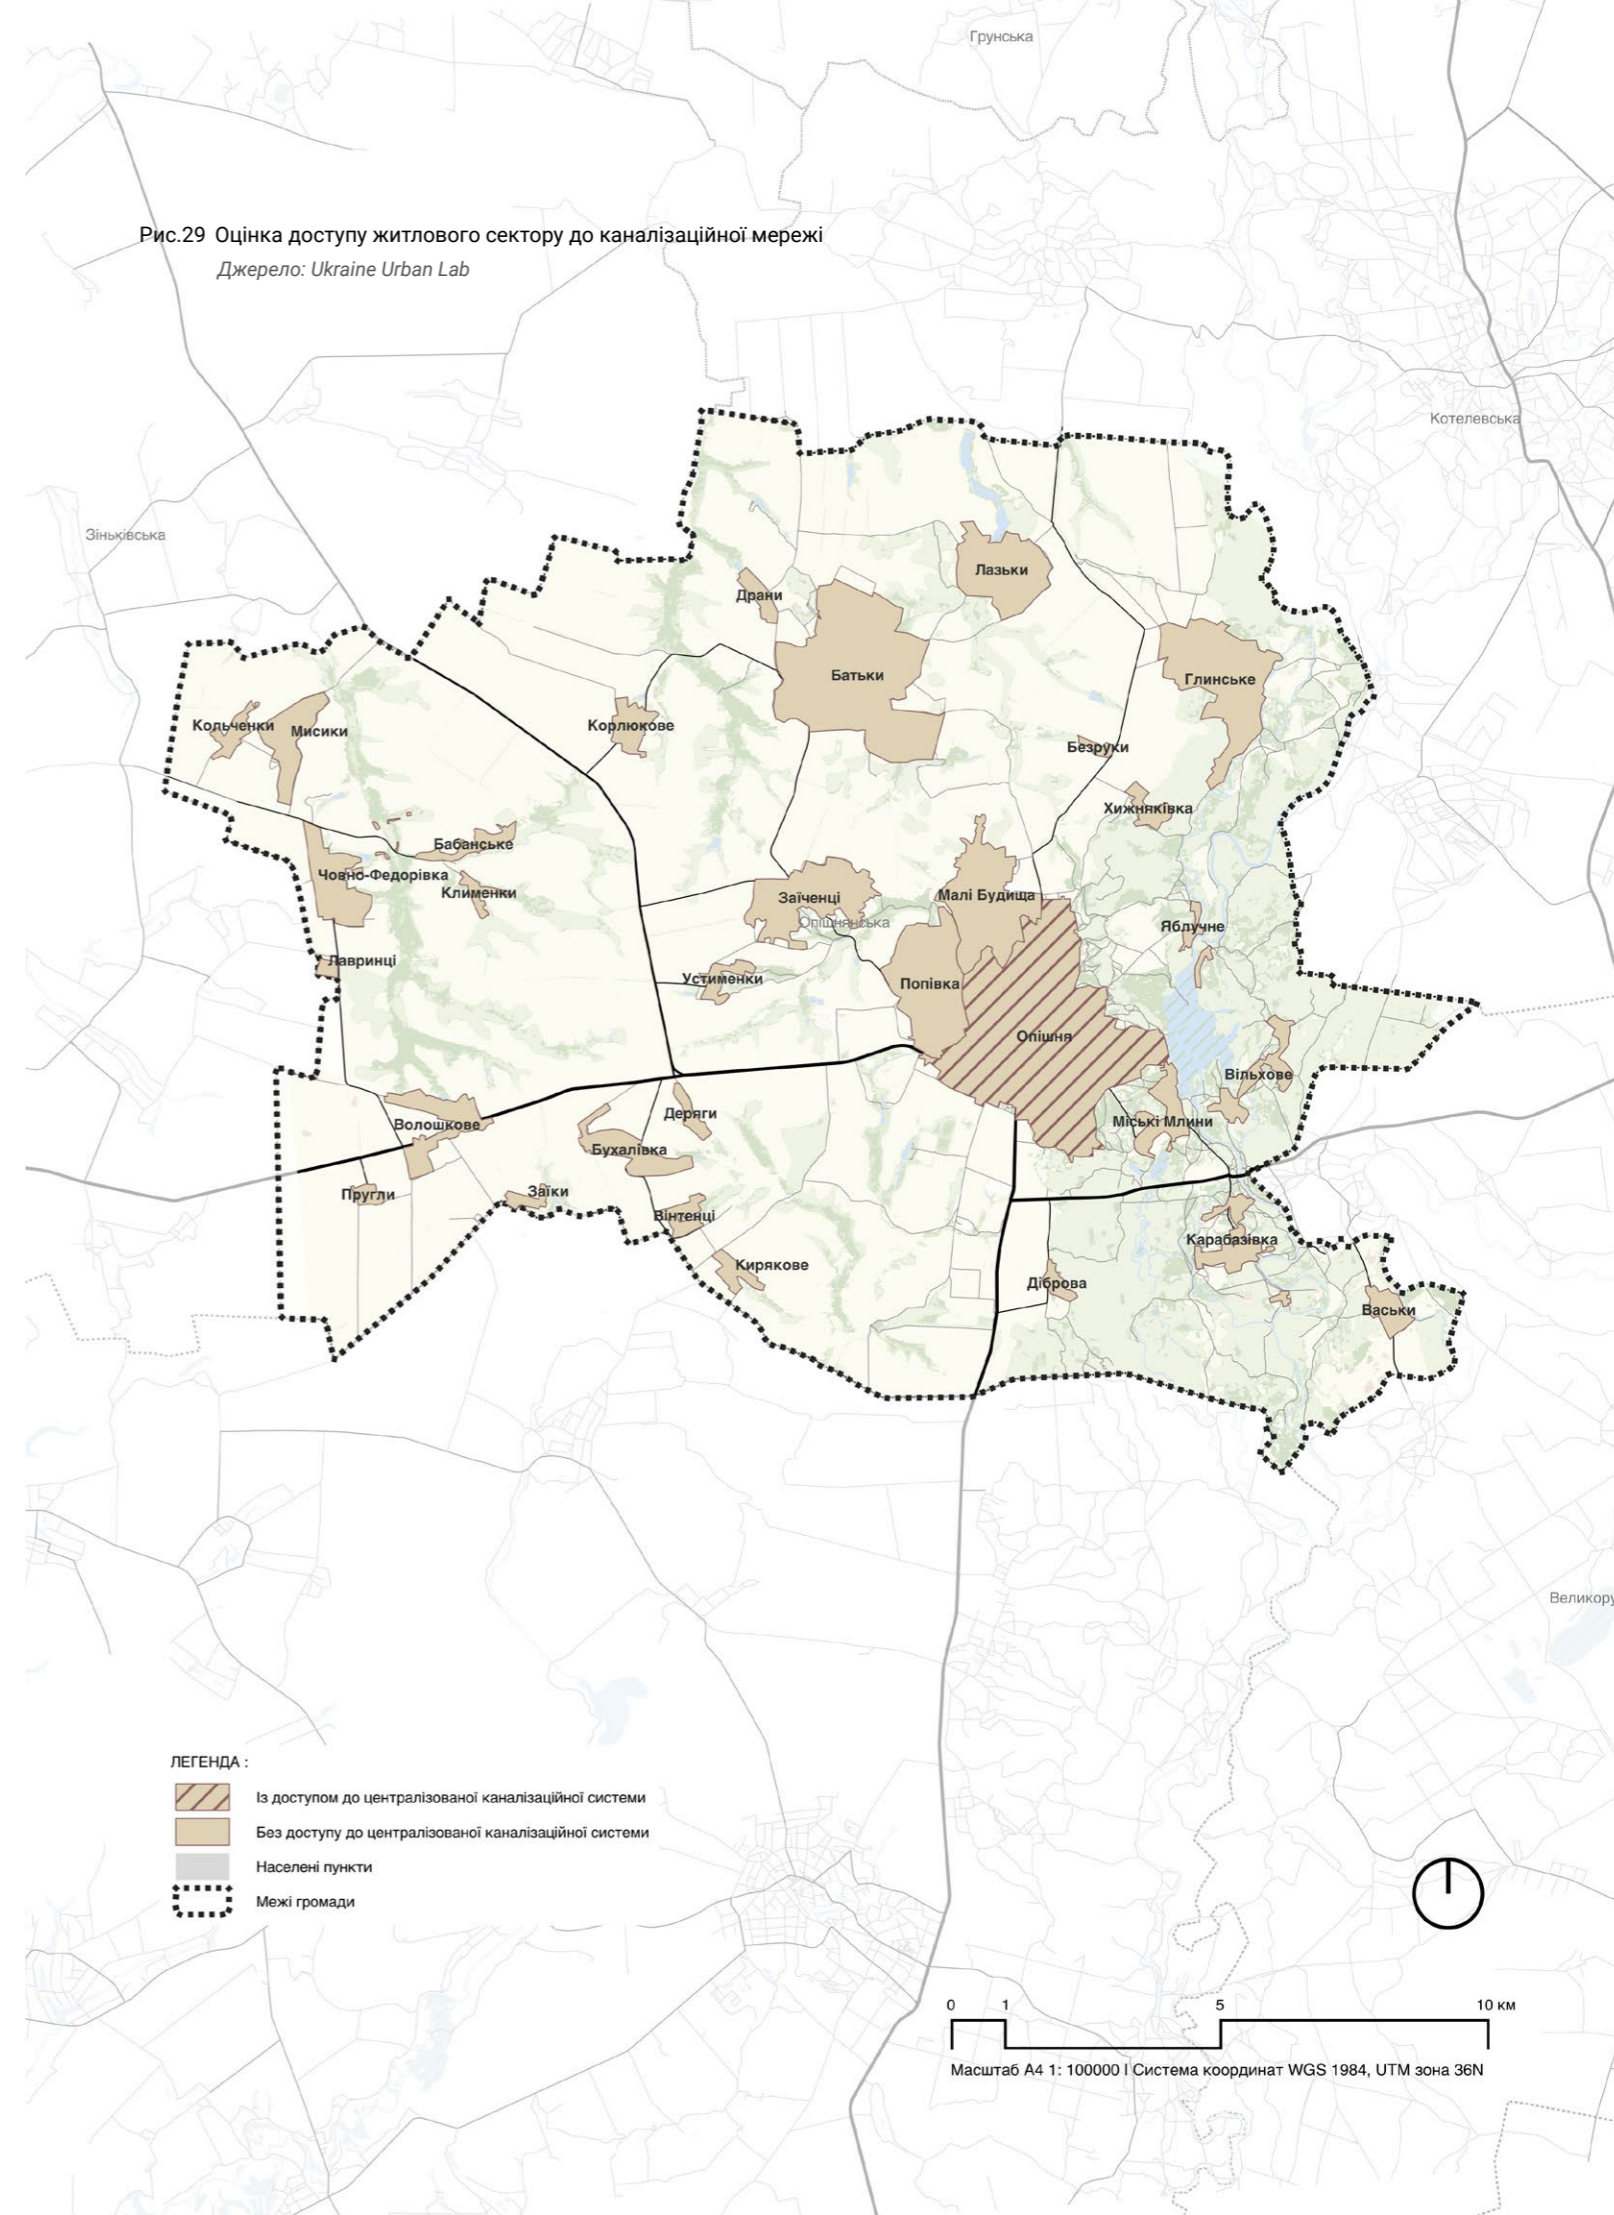 Грунська
Рис.29 Оцінка доступу житлового сектору до каналізаційної мережі
Джерело: Ukraine Urban Lab
Котелевська
Зіньківська
Лазьки
Драни
Батьки
Глинське
Кольченки
Мисики
Корлюкове
Безруки
Хижняківка
Бабанське
Човно-Федорівка
Клименки
Заїченці
Малі Будища
Опішнянська
Яблучне
Лавринці
Устименки
Попівка
Опішня
Вільхове
Деряги
Міські Млини
Волошкове
Бухалівка
Пругли
Заїки
Вінтенці
Карабазівка
Кирякове
Діброва
Васьки
Великору
ЛЕГЕНДА :
Із доступом до централізованої каналізаційної системи
Без доступу до централізованої каналізаційної системи
Населені пункти
Межі громади
0 1 5 10 км
Масштаб А4 1: 100000 | Система координат WGS 1984, UTM зона 36N